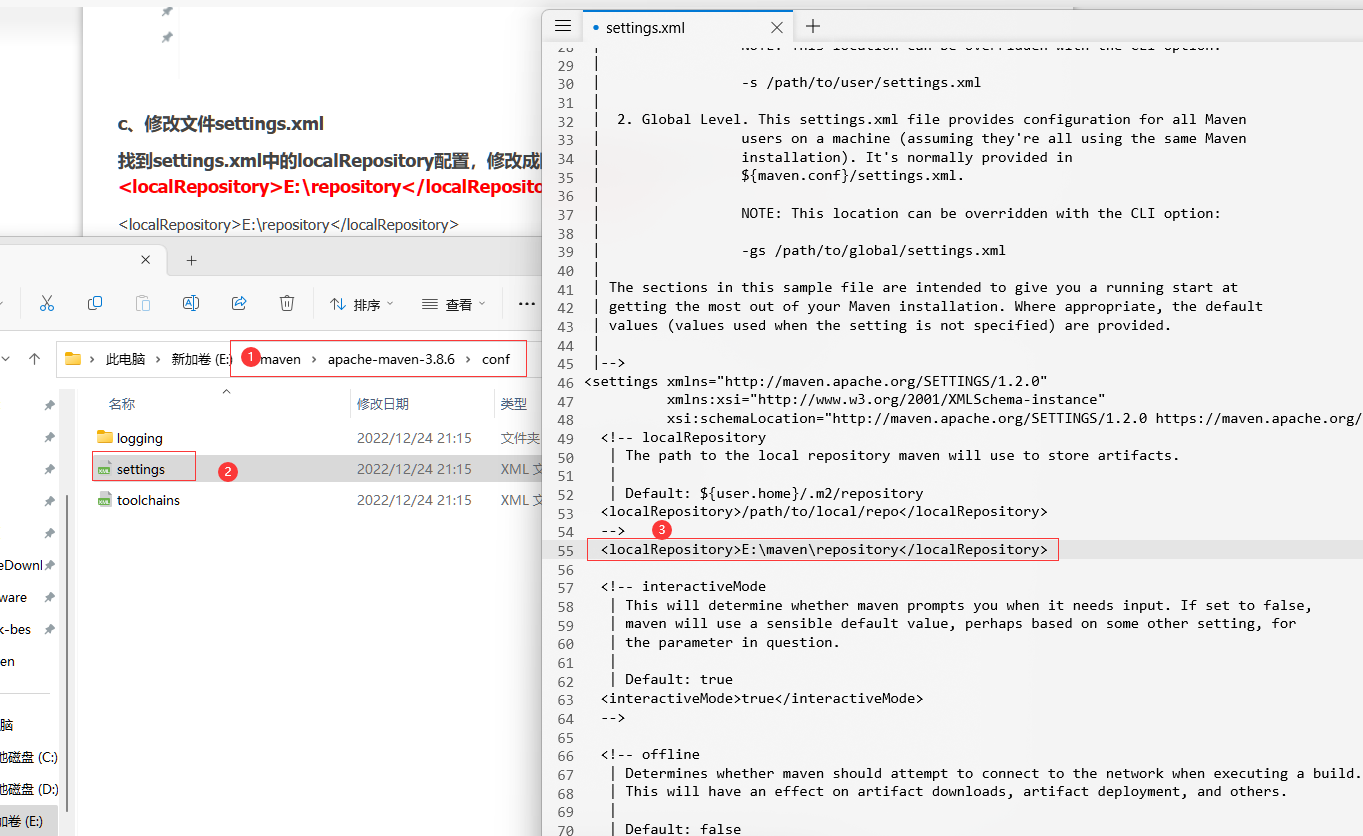 c、修改文件settings.xml
找到settings.xml中的localRepository配置，修改成
<localRepository>E:\repository</localReposito
<localRepository>E:\repository</localRepository>
排序
查看
此电脑
新加卷 (E:)
1
maven
apache-maven-3.8.6
conf
名称
修改日期
类型
logging
2022/12/24 21:15
文件夹
settings
2
2022/12/24 21:15
XML 文
toolchains
2022/12/24 21:15
XML 文
eDownl
ware
k-bes
en
脑
地磁盘 (C:)
地磁盘 (D:)
加卷 (E:)
settings.xml
28 | NOTE: This location can be overridden with the CLI option:
29 |
30 | -s /path/to/user/settings.xml
31 |
32 | 2. Global Level. This settings.xml file provides configuration for all Maven
33 | users on a machine (assuming they're all using the same Maven
34 | installation). It's normally provided in
35 | ${maven.conf}/settings.xml.
36 |
37 | NOTE: This location can be overridden with the CLI option:
38 |
39 | -gs /path/to/global/settings.xml
40 |
41 | The sections in this sample file are intended to give you a running start at
42 | getting the most out of your Maven installation. Where appropriate, the default
43 | values (values used when the setting is not specified) are provided.
44 |
45 |-->
46 <settings xmlns="http://maven.apache.org/SETTINGS/1.2.0"
47 xmlns:xsi="http://www.w3.org/2001/XMLSchema-instance"
48 xsi:schemaLocation="http://maven.apache.org/SETTINGS/1.2.0 https://maven.apache.org/
49 <!-- localRepository
50 | The path to the local repository maven will use to store artifacts.
51 |
52 | Default: ${user.home}/.m2/repository
53 <localRepository>/path/to/local/repo</localRepository>
54 -->
3
55 <localRepository>E:\maven\repository</localRepository>
56
57 <!-- interactiveMode
58 | This will determine whether maven prompts you when it needs input. If set to false,
59 | maven will use a sensible default value, perhaps based on some other setting, for
60 | the parameter in question.
61 |
62 | Default: true
63 <interactiveMode>true</interactiveMode>
64 -->
65
66 <!-- offline
67 | Determines whether maven should attempt to connect to the network when executing a build.
68 | This will have an effect on artifact downloads, artifact deployment, and others.
69 |
70 | Default: false